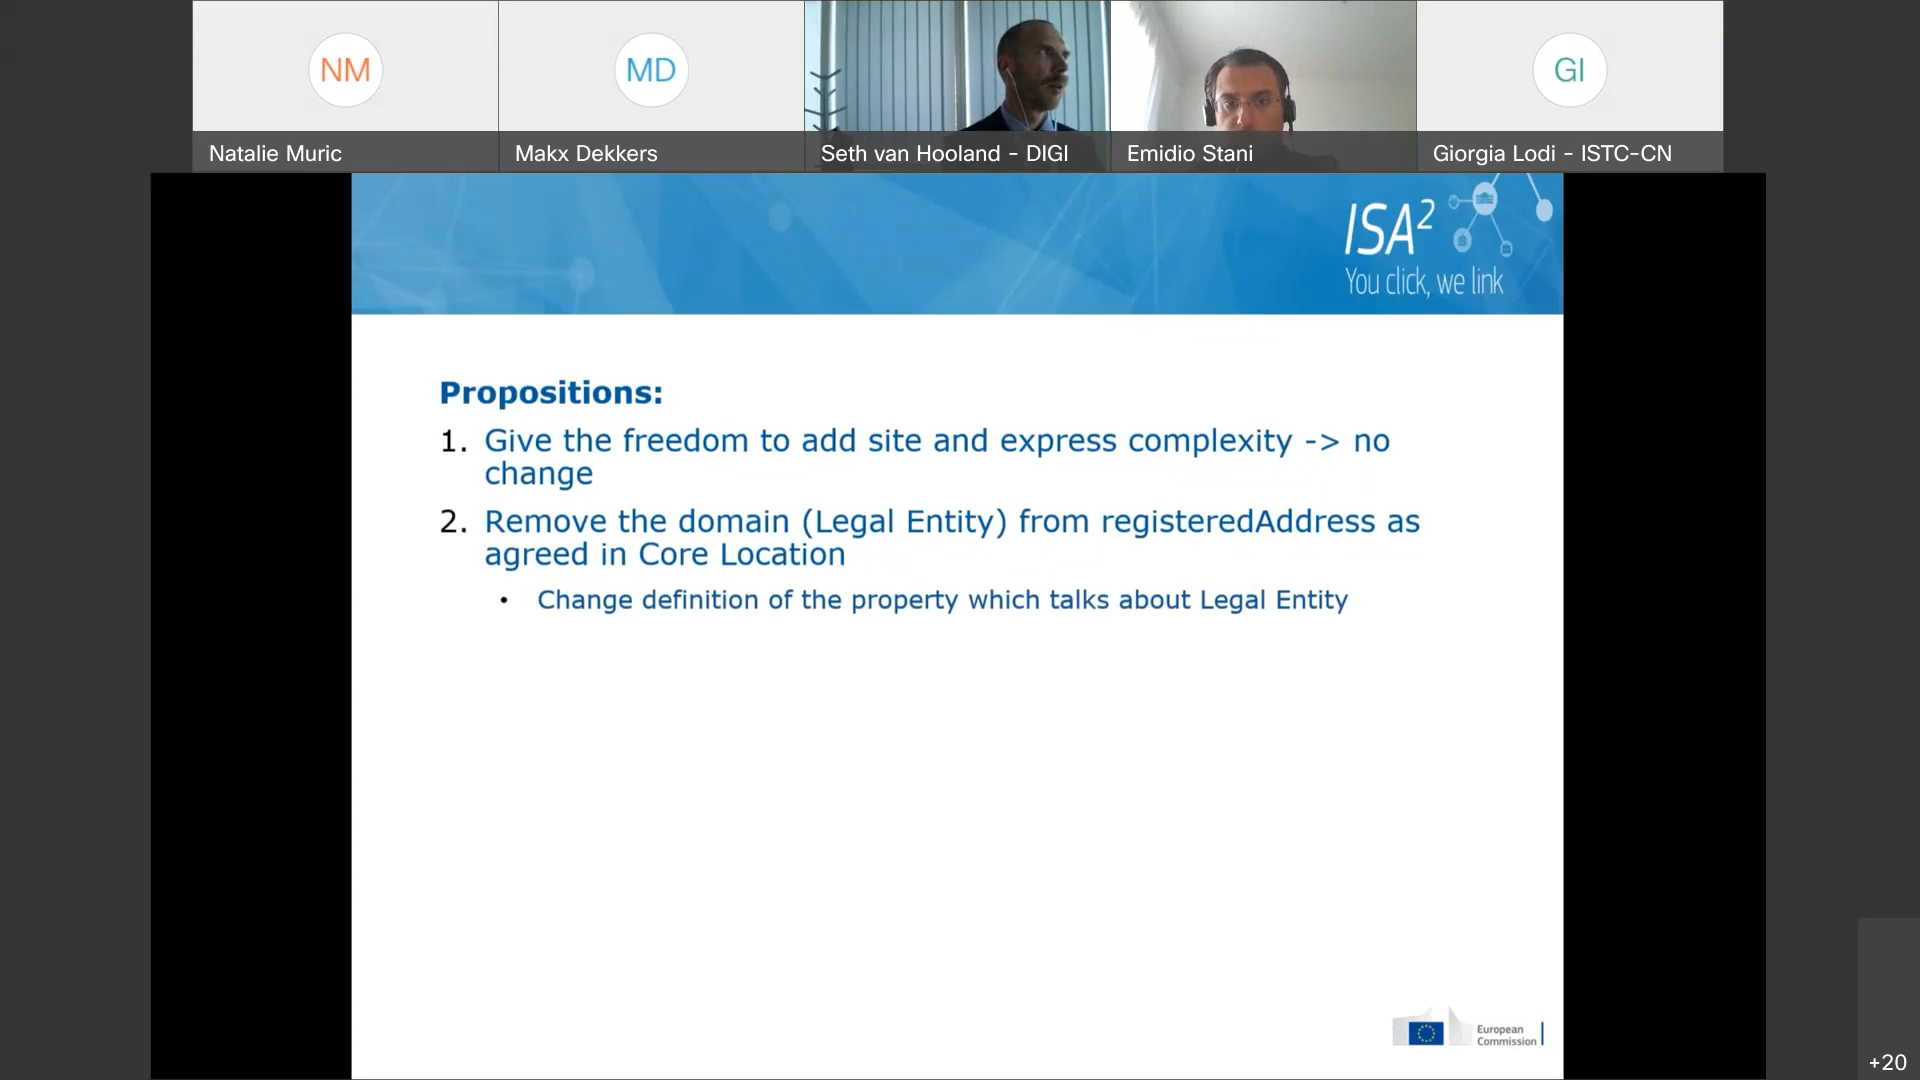 NM
MD
GI
Natalie Muric
Makx Dekkers
Seth van Hooland - DIGI
Emidio Stani
Giorgia Lodi - ISTC-CN
ISA²
You click, we link
Propositions:
1. Give the freedom to add site and express complexity -> no
change
2. Remove the domain (Legal Entity) from registeredAddress as
agreed in Core Location
• Change definition of the property which talks about Legal Entity
European
Commission
+20